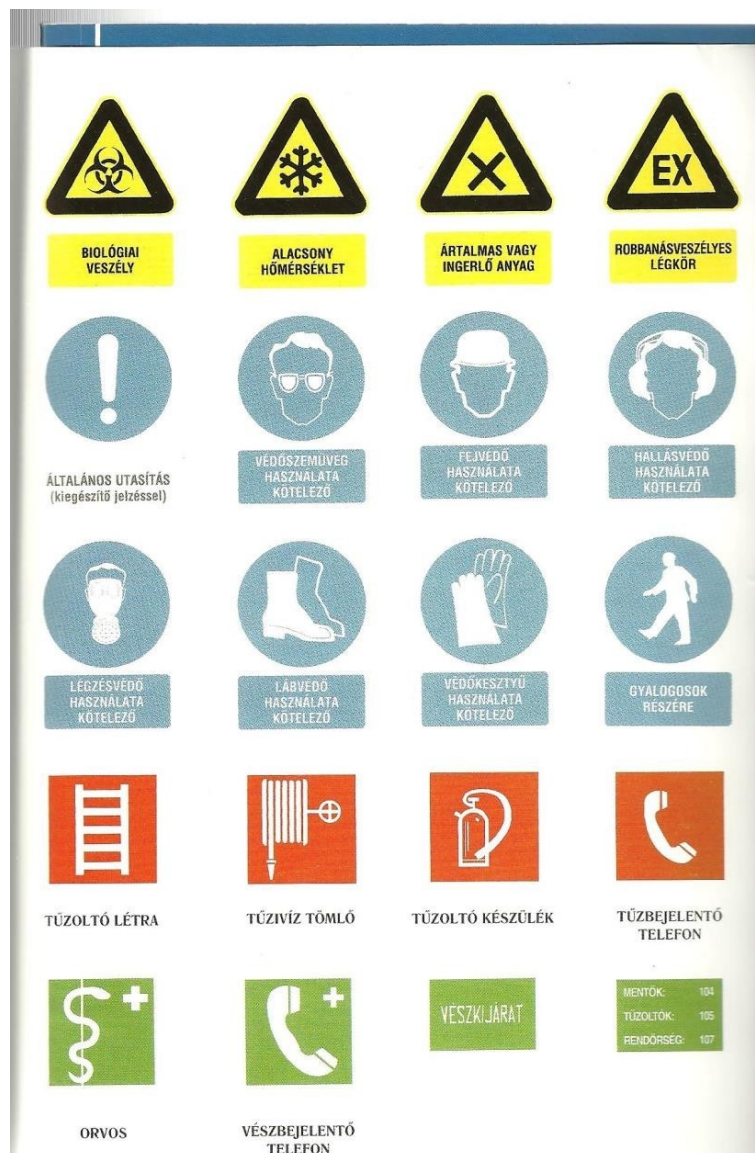 BIOLÓGIAI
VESZÉLY
ALACSONY
HŐMÉRSÉKLET
ÁRTALMAS VAGY
INGERLŐ ANYAG
EX
ROBBANÁSVESZÉLYES
LÉGKÖR
ÁLTALÁNOS UTASÍTÁS
(kiegészítő jelzéssel)
VÉDŐSZEMÜVEG
HASZNÁLATA
KÖTELEZŐ
FEJVÉDŐ
HASZNÁLATA
KÖTELEZŐ
HALLÁSVÉDŐ
HASZNÁLATA
KÖTELEZŐ
LÉGZÉSVÉDŐ
HASZNÁLATA
KÖTELEZŐ
LÁBVÉDŐ
HASZNÁLATA
KÖTELEZŐ
VÉDŐKESZTYŰ
HASZNÁLATA
KÖTELEZŐ
GYALOGOSOK
RÉSZÉRE
TŰZOLTÓ LÉTRA
TŰZIVÍZ TÖMLŐ
TŰZOLTÓ KÉSZÜLÉK
TŰZBEJELENTŐ
TELEFON
ORVOS
VÉSZBEJELENTŐ
TELEFON
VÉSZKIJÁRAT
MENTŐK: 104
TŰZOLTÓK: 105
RENDŐRSÉG: 107